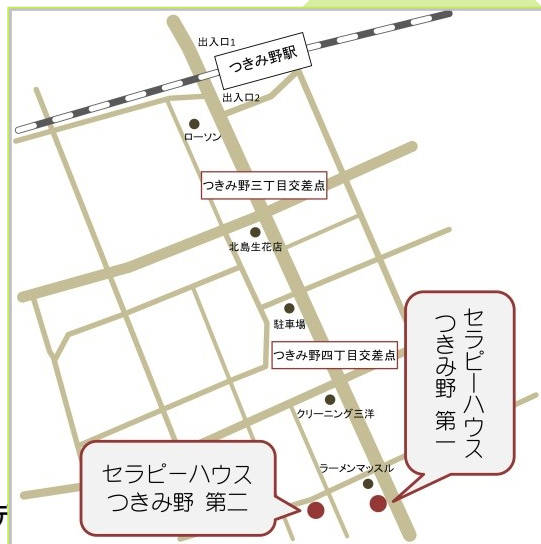 出入口1
つきみ野駅
出入口2
ローソン
つきみ野三丁目交差点
北島生花店
駐車場
つきみ野四丁目交差点
セラピーハウス
つきみ野 第一
クリーニング三洋
ラーメンマッスル
セラピーハウス
つきみ野 第二
テ